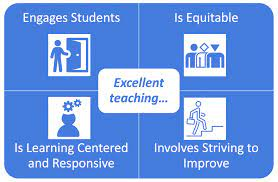 Engages Students
Is Equitable
Excellent
teaching...
Is Learning Centered
and Responsive
Involves Striving to
Improve